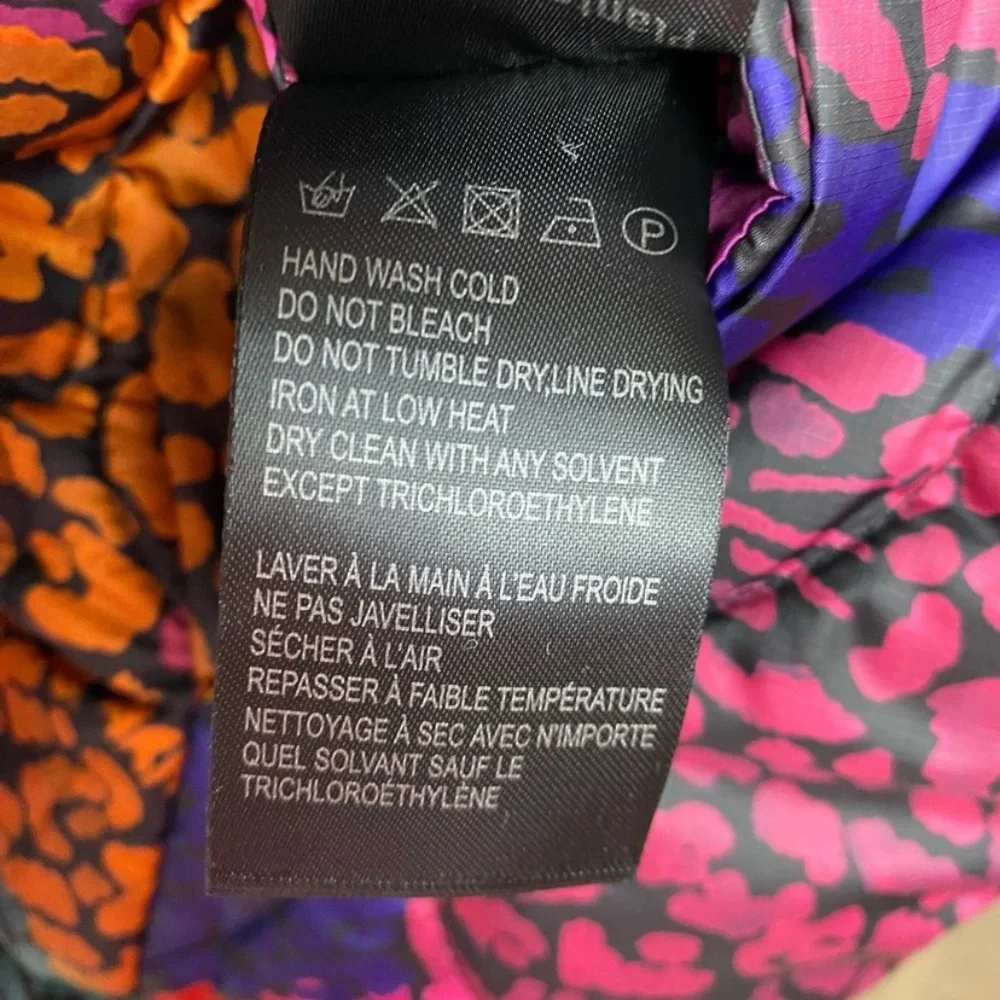 P
HAND WASH COLD
DO NOT BLEACH
DO NOT TUMBLE DRY,LINE DRYING
IRON AT LOW HEAT
DRY CLEAN WITH ANY SOLVENT
EXCEPT TRICHLOROETHYLENE
LAVER À LA MAIN À L'EAU FROIDE
NE PAS JAVELLISER
SÉCHER À L'AIR
REPASSER À FAIBLE TEMPÉRATURE
NETTOYAGE À SEC AVEC N'IMPORTE
QUEL SOLVANT SAUF LE
TRICHLOROÉTHYLÈNE